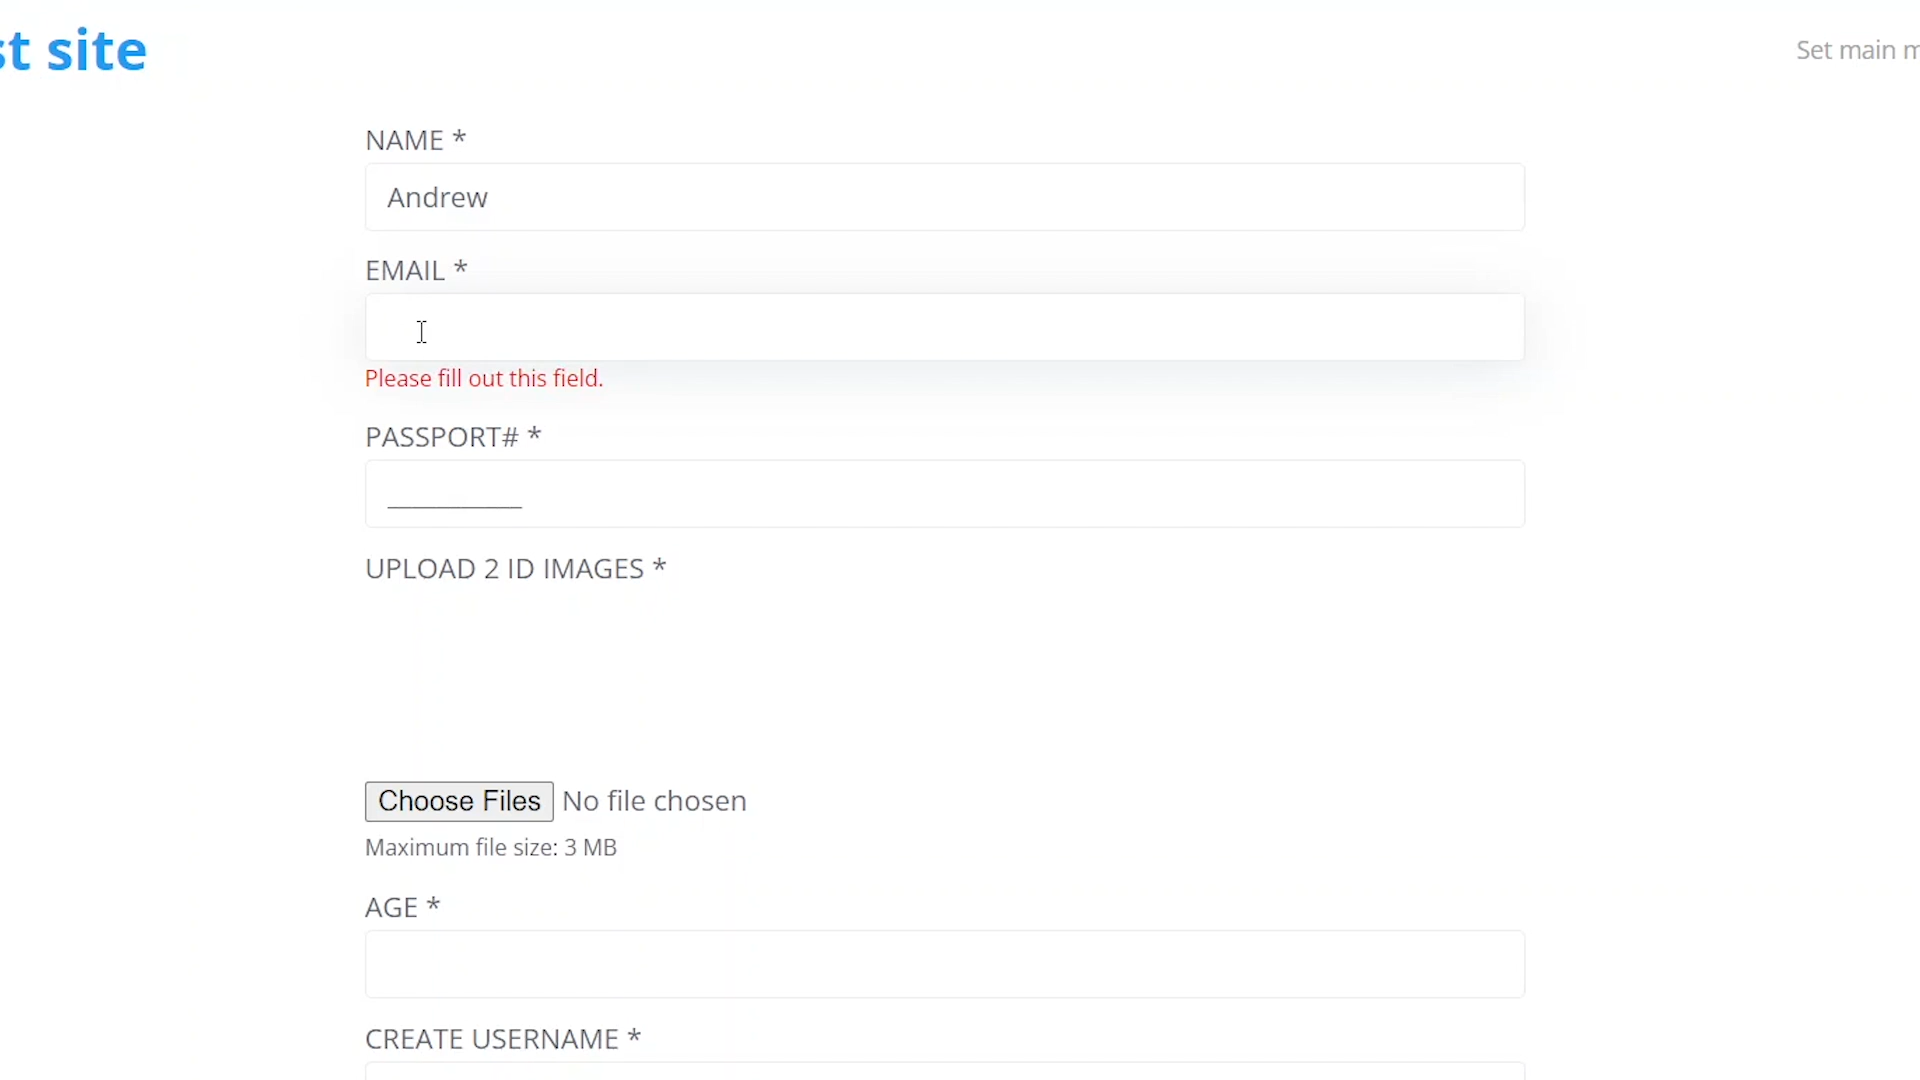 st site
Set main m
NAME *
Andrew
EMAIL *
Please fill out this field.
PASSPORT# *
___________
UPLOAD 2 ID IMAGES *
Choose Files No file chosen
Maximum file size: 3 MB
AGE *
CREATE USERNAME *